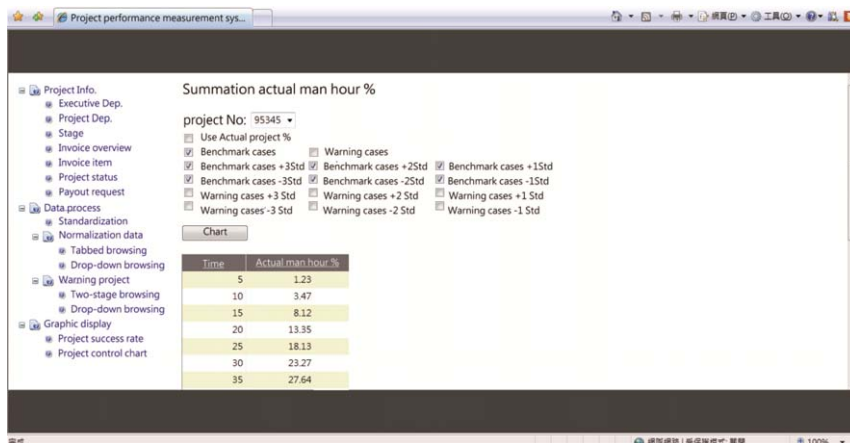 Project performance measurement sys...
網頁(P)
工具(O)
Project Info.
Executive Dep.
Project Dep.
Stage
Invoice overview
Invoice item
Project status
Payout request
Data process
Standardization
Normalization data
Tabbed browsing
Drop-down browsing
Warning project
Two-stage browsing
Drop-down browsing
Graphic display
Project success rate
Project control chart
Summation actual man hour %
project No: 95345
Use Actual project %
Benchmark cases Warning cases
Benchmark cases +3Std Benchmark cases +2Std Benchmark cases +1Std
Benchmark cases -3Std Benchmark cases -2Std Benchmark cases -1Std
Warning cases +3 Std Warning cases +2 Std Warning cases +1 Std
Warning cases -3 Std Warning cases -2 Std Warning cases -1 Std
Chart
Time Actual man hour %
5 1.23
10 3.47
15 8.12
20 13.35
25 18.13
30 23.27
35 27.64
100%